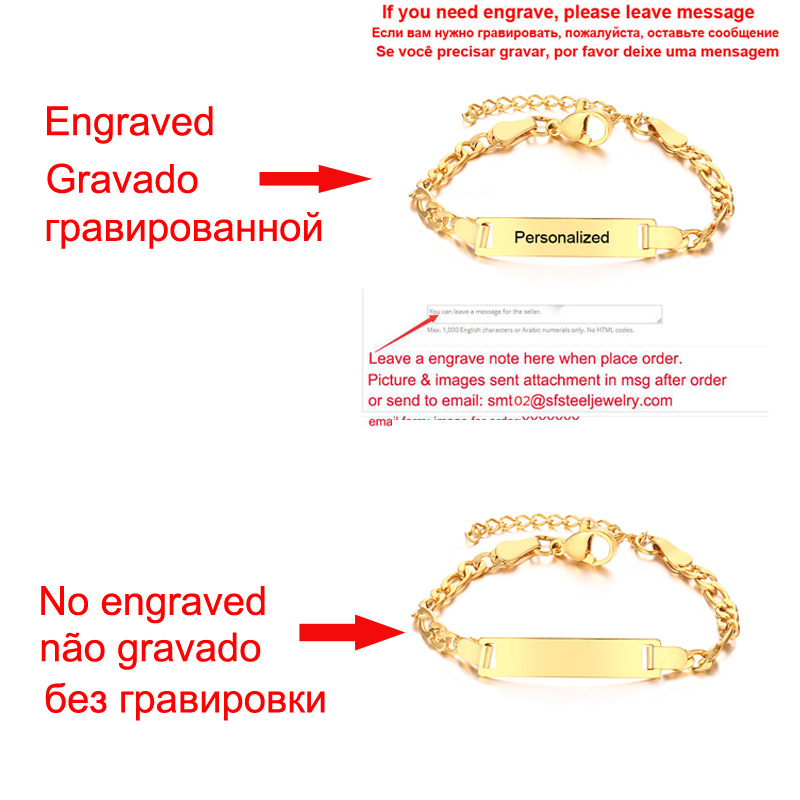 If you need engrave, please leave message
Если вам нужно гравировать, пожалуйста, оставьте сообщение
Se você precisar gravar, por favor deixe uma mensagem
Engraved
Gravado
гравированной
Personalized
You can leave a message for the seller.
Max. 1,000 English characters or Arabic numerals only. No HTML codes.
Leave a engrave note here when place order.
Picture & images sent attachment in msg after order
or send to email: smt02@sfsteeljewelry.com
No engraved
não gravado
без гравировки